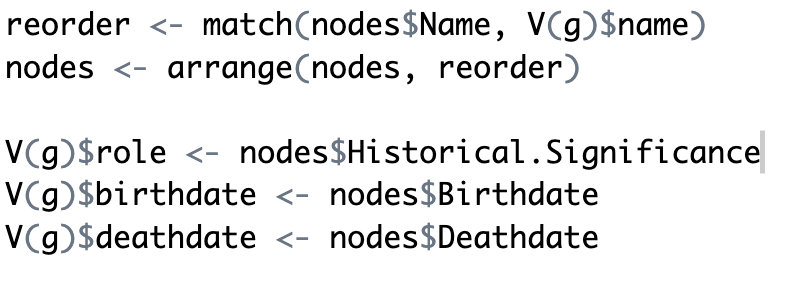 reorder <- match(nodes$Name, V(g)$name)
nodes <- arrange(nodes, reorder)
V(g)$role <- nodes$Historical.Significance
V(g)$birthdate <- nodes$Birthdate
V(g)$deathdate <- nodes$Deathdate